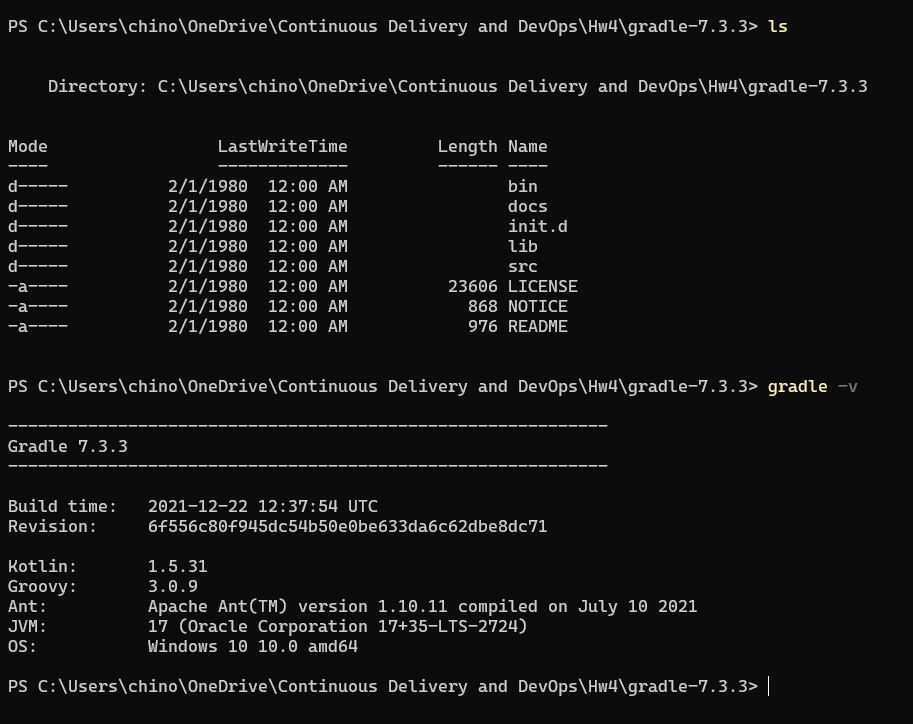 PS C:\Users\chino\OneDrive\Continuous Delivery and DevOps\Hw4\gradle-7.3.3> ls
Directory: C:\Users\chino\OneDrive\Continuous Delivery and DevOps\Hw4\gradle-7.3.3
Mode                 LastWriteTime         Length Name
----                 -------------         ------ ----
d-----          2/1/1980  12:00 AM                bin
d-----          2/1/1980  12:00 AM                docs
d-----          2/1/1980  12:00 AM                init.d
d-----          2/1/1980  12:00 AM                lib
d-----          2/1/1980  12:00 AM                src
-a----          2/1/1980  12:00 AM          23606 LICENSE
-a----          2/1/1980  12:00 AM            868 NOTICE
-a----          2/1/1980  12:00 AM            976 README
PS C:\Users\chino\OneDrive\Continuous Delivery and DevOps\Hw4\gradle-7.3.3> gradle -v
------------------------------------------------------------
Gradle 7.3.3
------------------------------------------------------------
Build time:   2021-12-22 12:37:54 UTC
Revision:     6f556c80f945dc54b50e0be633da6c62dbe8dc71
Kotlin:       1.5.31
Groovy:       3.0.9
Ant:          Apache Ant(TM) version 1.10.11 compiled on July 10 2021
JVM:          17 (Oracle Corporation 17+35-LTS-2724)
OS:           Windows 10 10.0 amd64
PS C:\Users\chino\OneDrive\Continuous Delivery and DevOps\Hw4\gradle-7.3.3>